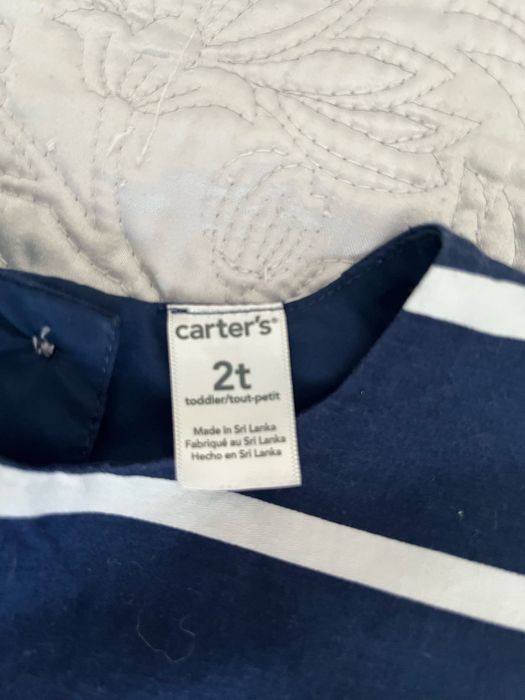 carter's®
2t
toddler/tout-petit
Made in Sri Lanka
Fabriqué au Sri Lanka
Hecho en Sri Lanka